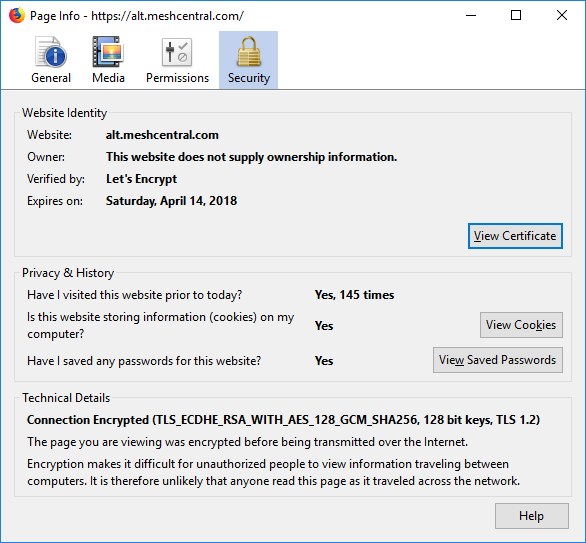 Page Info - https://alt.meshcentral.com/
General Media Permissions Security
Website Identity
Website: alt.meshcentral.com
Owner: This website does not supply ownership information.
Verified by: Let's Encrypt
Expires on: Saturday, April 14, 2018
View Certificate
Privacy & History
Have I visited this website prior to today? Yes, 145 times
Is this website storing information (cookies) on my
computer?
Yes
View Cookies
Have I saved any passwords for this website? Yes View Saved Passwords
Technical Details
Connection Encrypted (TLS_ECDHE_RSA_WITH_AES_128_GCM_SHA256, 128 bit keys, TLS 1.2)
The page you are viewing was encrypted before being transmitted over the Internet.
Encryption makes it difficult for unauthorized people to view information traveling between
computers. It is therefore unlikely that anyone read this page as it traveled across the network.
Help